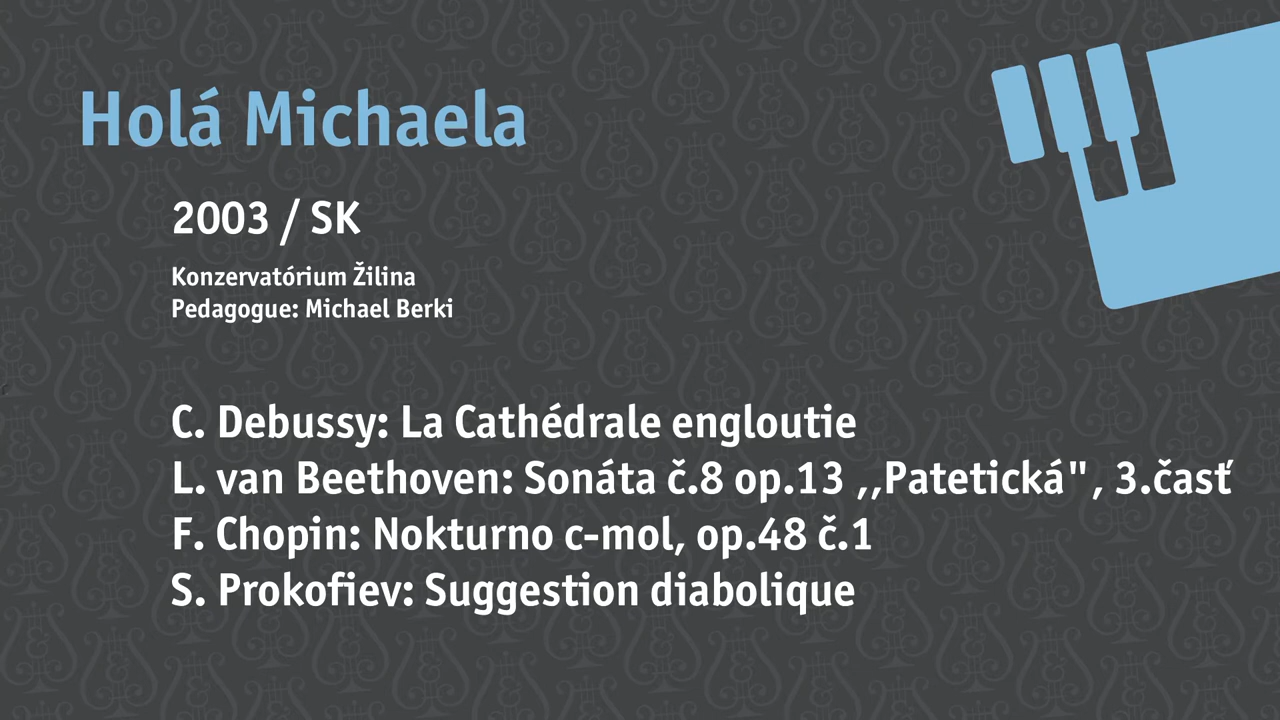 Holá Michaela
2003 / SK
Konzervatórium Žilina
Pedagogue: Michael Berki
C. Debussy: La Cathédrale engloutie
L. van Beethoven: Sonáta č.8 op.13 ,,Patetická", 3.časť
F. Chopin: Nokturno c-mol, op.48 č.1
S. Prokofiev: Suggestion diabolique